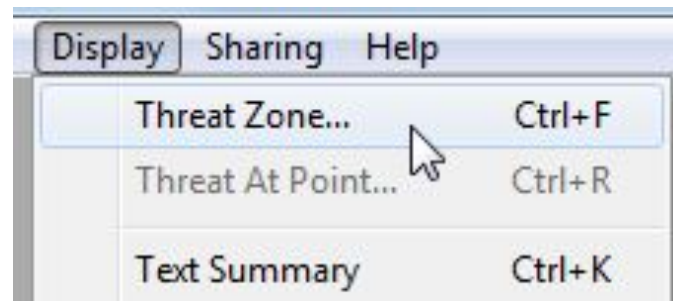 Display Sharing Help
Threat Zone... Ctrl+F
Threat At Point... Ctrl+R
Text Summary Ctrl+K